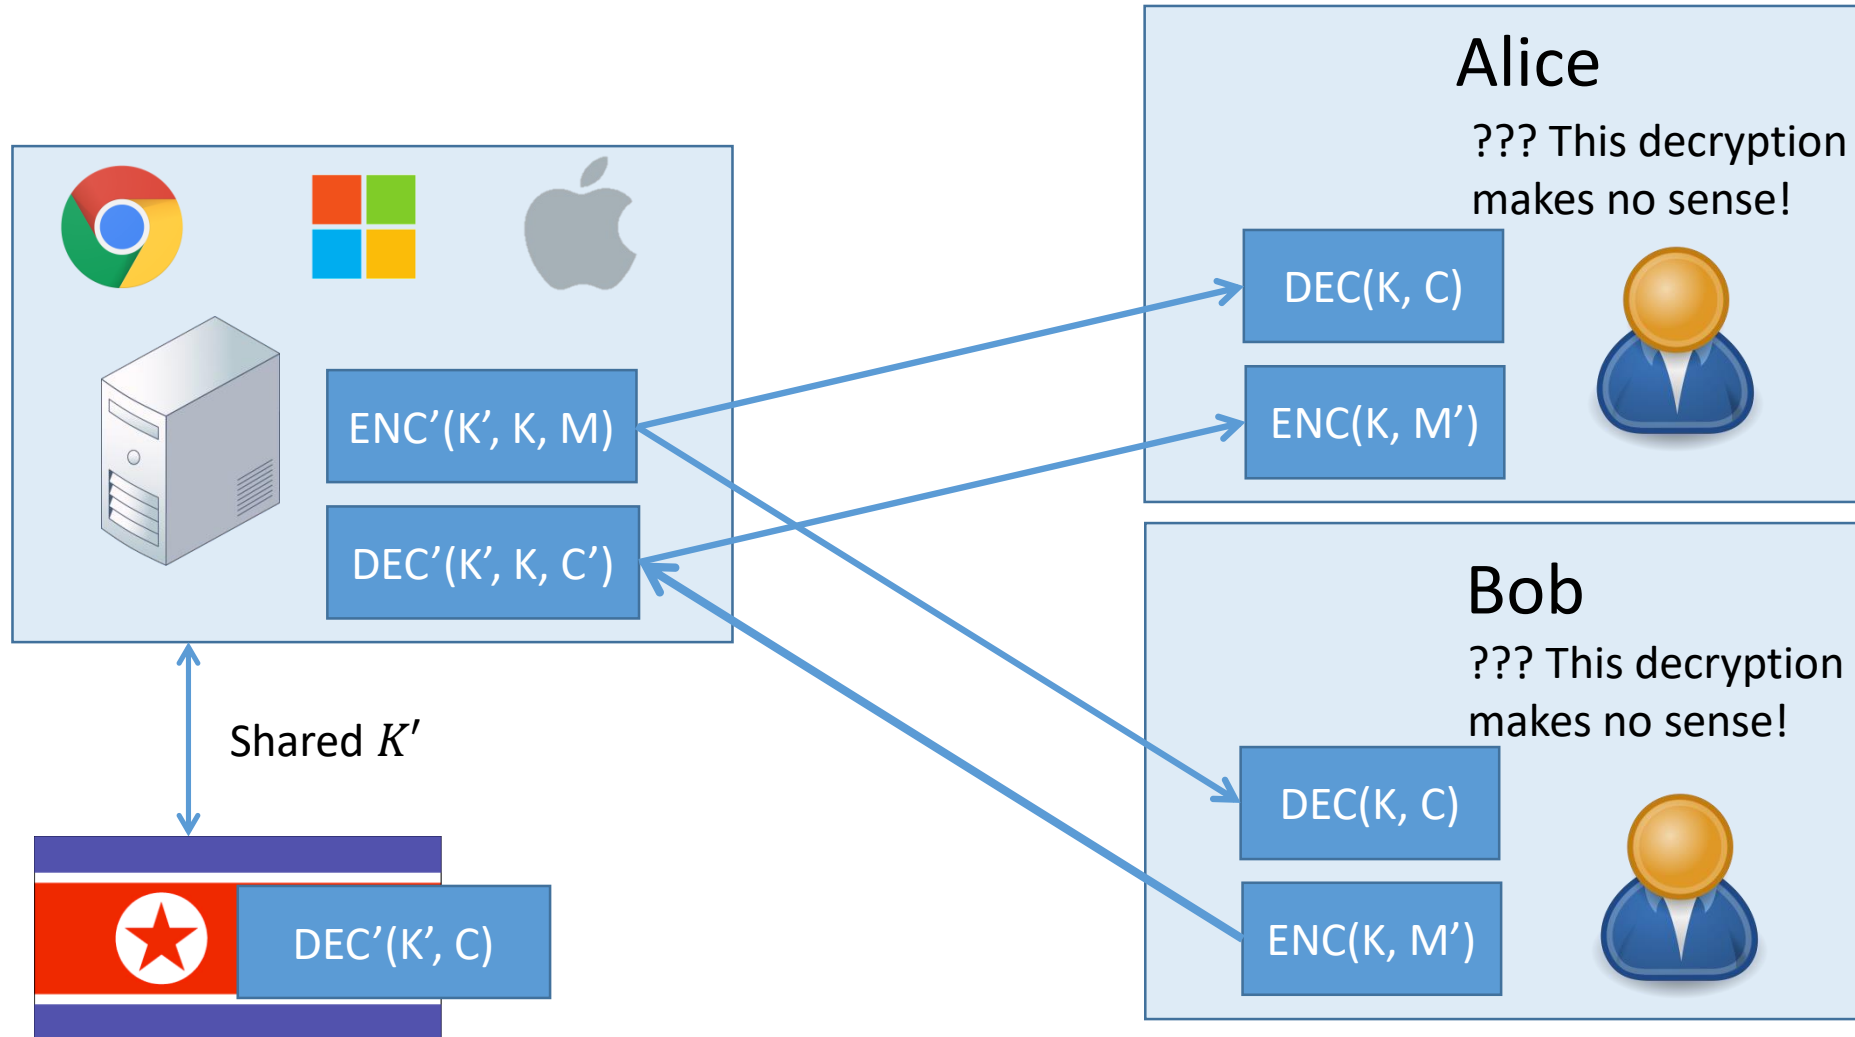 ENC’(K’, K, M)
DEC’(K’, K, C’)
Shared K′
DEC’(K’, C)
Alice
??? This decryption
makes no sense!
DEC(K, C)
ENC(K, M’)
Bob
??? This decryption
makes no sense!
DEC(K, C)
ENC(K, M’)